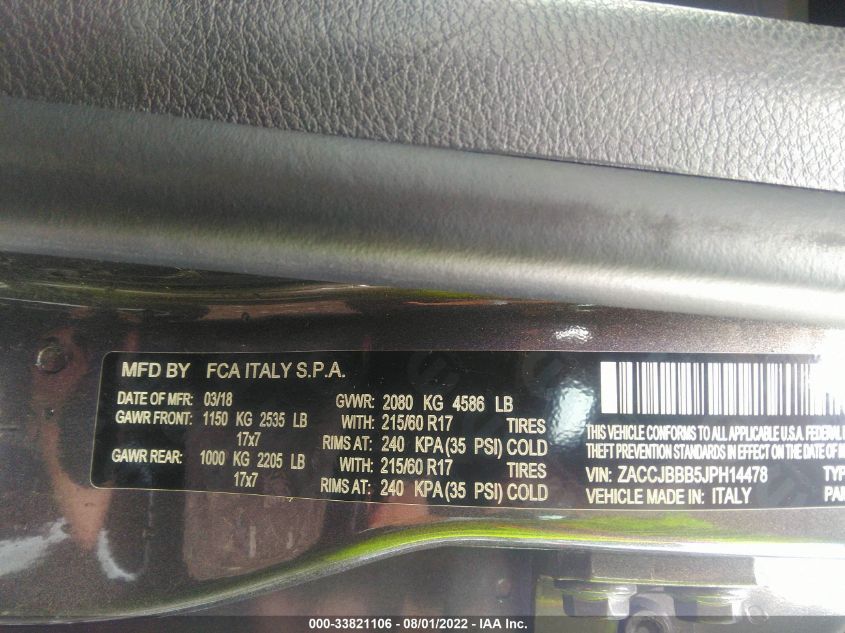 MFD BY FCA ITALY S.P.A.
DATE OF MFR: 03/18 GVWR: 2080 KG 4586 LB
GAWR FRONT: 1150 KG 2535 LB WITH: 215/60 R17 TIRES
17x7 RIMS AT: 240 KPA(35 PSI) COLD
GAWR REAR: 1000 KG 2205 LB WITH: 215/60 R17 TIRES
17x7 RIMS AT: 240 KPA(35 PSI) COLD
THIS VEHICLE CONFORMS TO ALL APPLICABLE U.S.A. FEDERAL
THEFT PREVENTION STANDARDS IN EFFECT ON THE DATE OF
VIN: ZACCJBBB5JPH14478 TYP
VEHICLE MADE IN: ITALY PAI
000-33821106 - 08/01/2022 - IAA Inc.